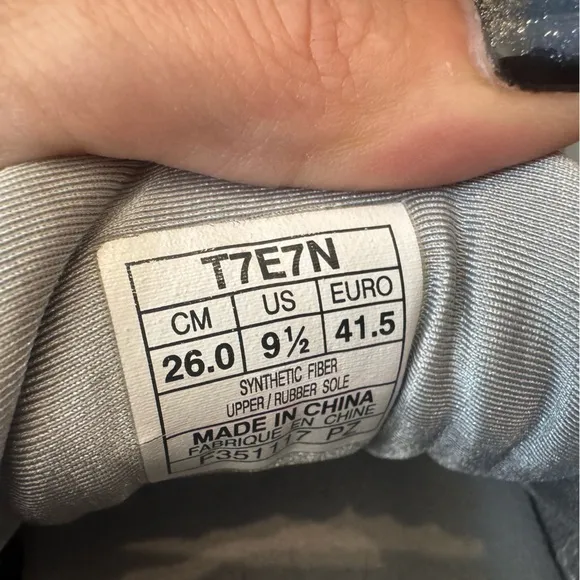 T7E7N
CM US EURO
26.0 9½ 41.5
SYNTHETIC FIBER
UPPER/RUBBER SOLE
MADE IN CHINA
FABRIQUE EN CHINE
F351117 PZ